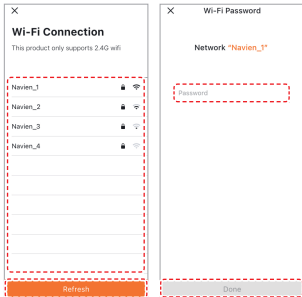 Wi-Fi Connection
This product only supports 2.4G wifi
Navien_1
Navien_2
Navien_3
Navien_4
Refresh
Wi-Fi Password
Network "Navien_1"
Password
Done